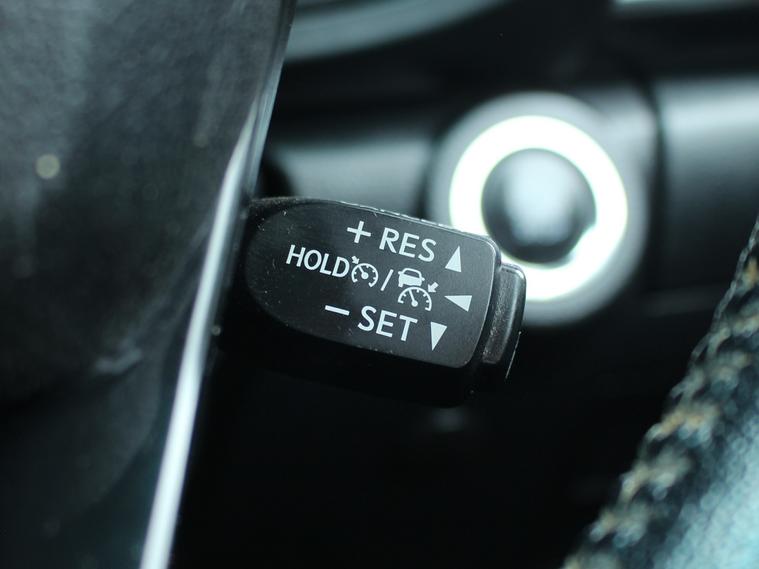 + RES
HOLD /
− SET